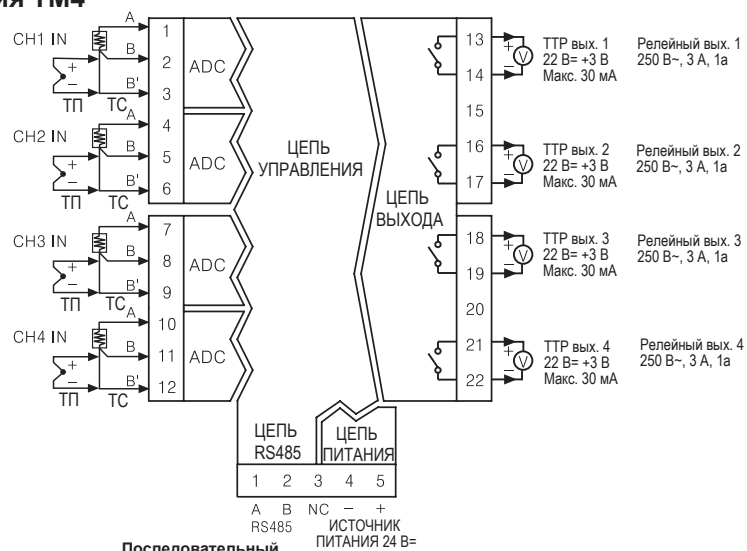 ия TM4
CH1 IN
A
B
B'
ТП
ТС
1
2
3
ADC
CH2 IN
A
B
B'
ТП
ТС
4
5
6
ADC
CH3 IN
A
B
B'
ТП
ТС
7
8
9
ADC
CH4 IN
A
B
B'
ТП
ТС
10
11
12
ADC
ЦЕПЬ
УПРАВЛЕНИЯ
ЦЕПЬ
ВЫХОДА
13
14
15
16
17
18
19
20
21
22
+
V
−
ТТР вых. 1
22 В= +3 В
Макс. 30 мА
Релейный вых. 1
250 В~, 3 А, 1а
+
V
−
ТТР вых. 2
22 В= +3 В
Макс. 30 мА
Релейный вых. 2
250 В~, 3 А, 1а
+
V
−
ТТР вых. 3
22 В= +3 В
Макс. 30 мА
Релейный вых. 3
250 В~, 3 А, 1а
+
V
−
ТТР вых. 4
22 В= +3 В
Макс. 30 мА
Релейный вых. 4
250 В~, 3 А, 1а
ЦЕПЬ
RS485
ЦЕПЬ
ПИТАНИЯ
1 2 3 4 5
A B NC − +
RS485
ИСТОЧНИК
ПИТАНИЯ 24 В=
Последовательный